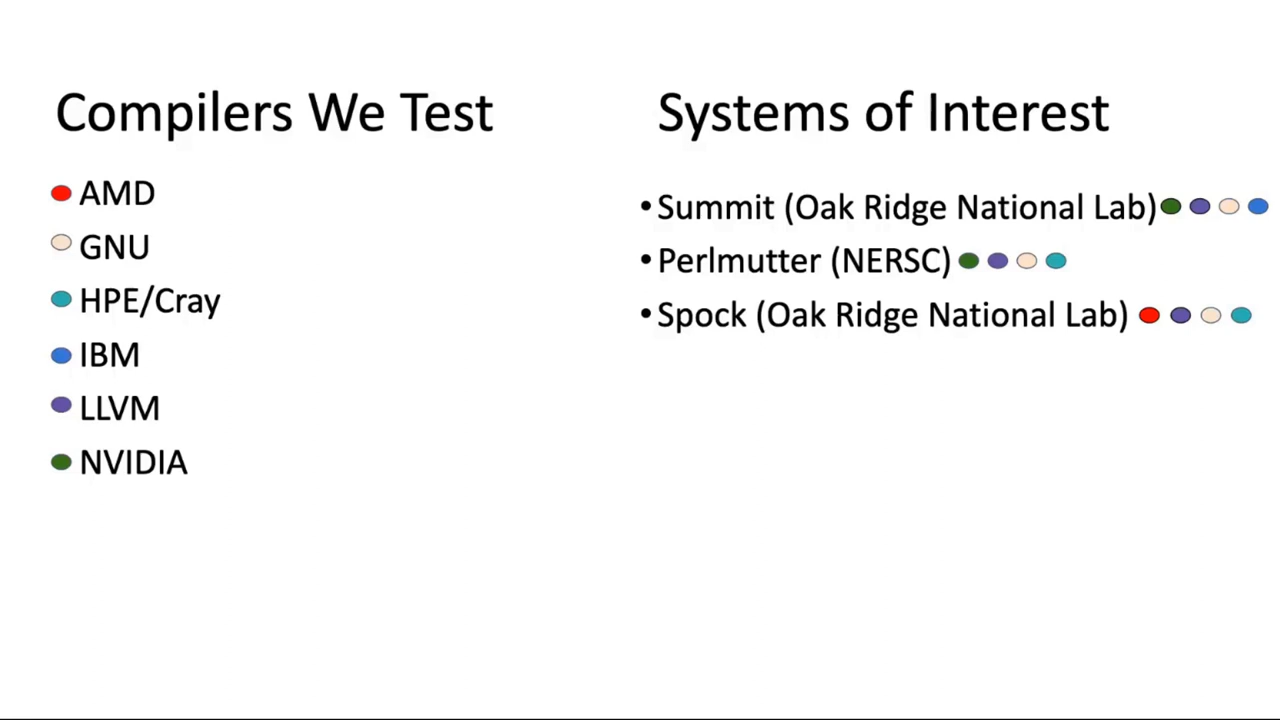 Compilers We Test
AMD
GNU
HPE/Cray
IBM
LLVM
NVIDIA
Systems of Interest
• Summit (Oak Ridge National Lab)
• Perlmutter (NERSC)
• Spock (Oak Ridge National Lab)